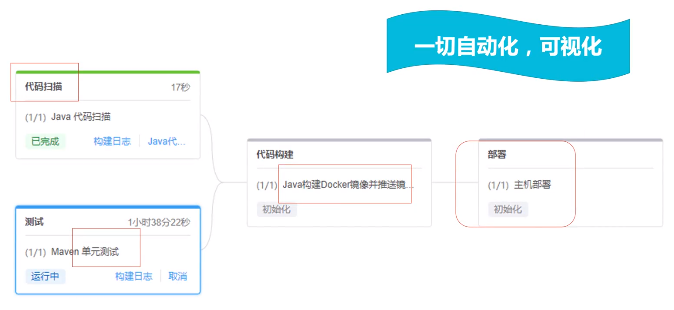 一切自动化，可视化
代码扫描 17秒
(1/1) Java 代码扫描
已完成 构建日志 Java代...
测试 1小时38分22秒
(1/1) Maven 单元测试
运行中 构建日志 取消
代码构建
(1/1) Java构建Docker镜像并推送镜...
初始化
部署
(1/1) 主机部署
初始化